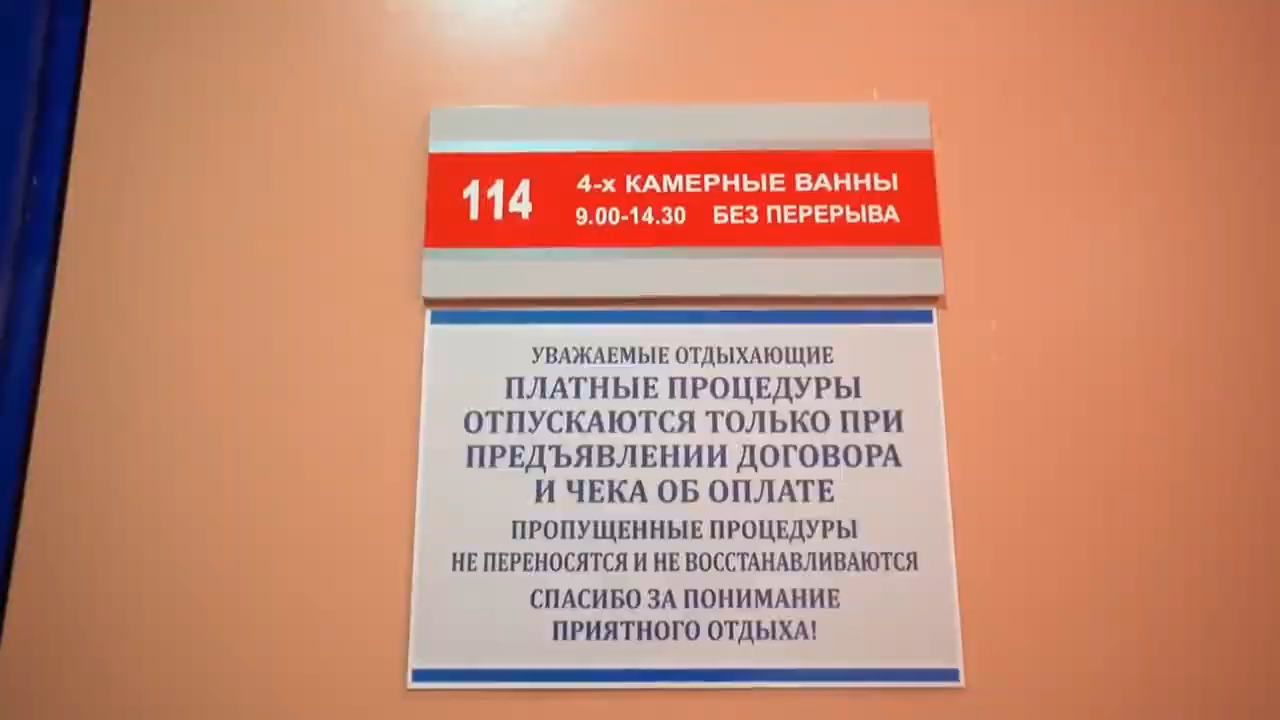 114
4-х КАМЕРНЫЕ ВАННЫ
9.00-14.30 БЕЗ ПЕРЕРЫВА
УВАЖАЕМЫЕ ОТДЫХАЮЩИЕ
ПЛАТНЫЕ ПРОЦЕДУРЫ
ОТПУСКАЮТСЯ ТОЛЬКО ПРИ
ПРЕДЪЯВЛЕНИИ ДОГОВОРА
И ЧЕКА ОБ ОПЛАТЕ
ПРОПУЩЕННЫЕ ПРОЦЕДУРЫ
НЕ ПЕРЕНОСЯТСЯ И НЕ ВОССТАНАВЛИВАЮТСЯ
СПАСИБО ЗА ПОНИМАНИЕ
ПРИЯТНОГО ОТДЫХА!